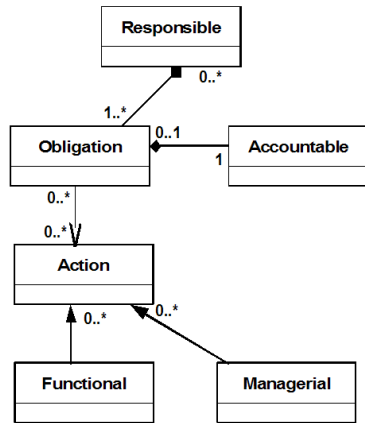 Responsible
0..*
1..*
Obligation
0..1
1
Accountable
0..*
0..*
Action
0..*
0..*
Functional
Managerial